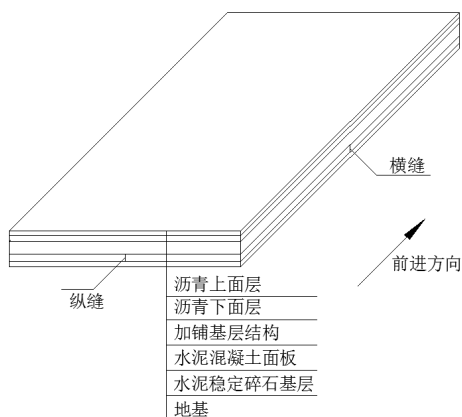 横缝
前进方向
纵缝
沥青上面层
沥青下面层
加铺基层结构
水泥混凝土面板
水泥稳定碎石基层
地基